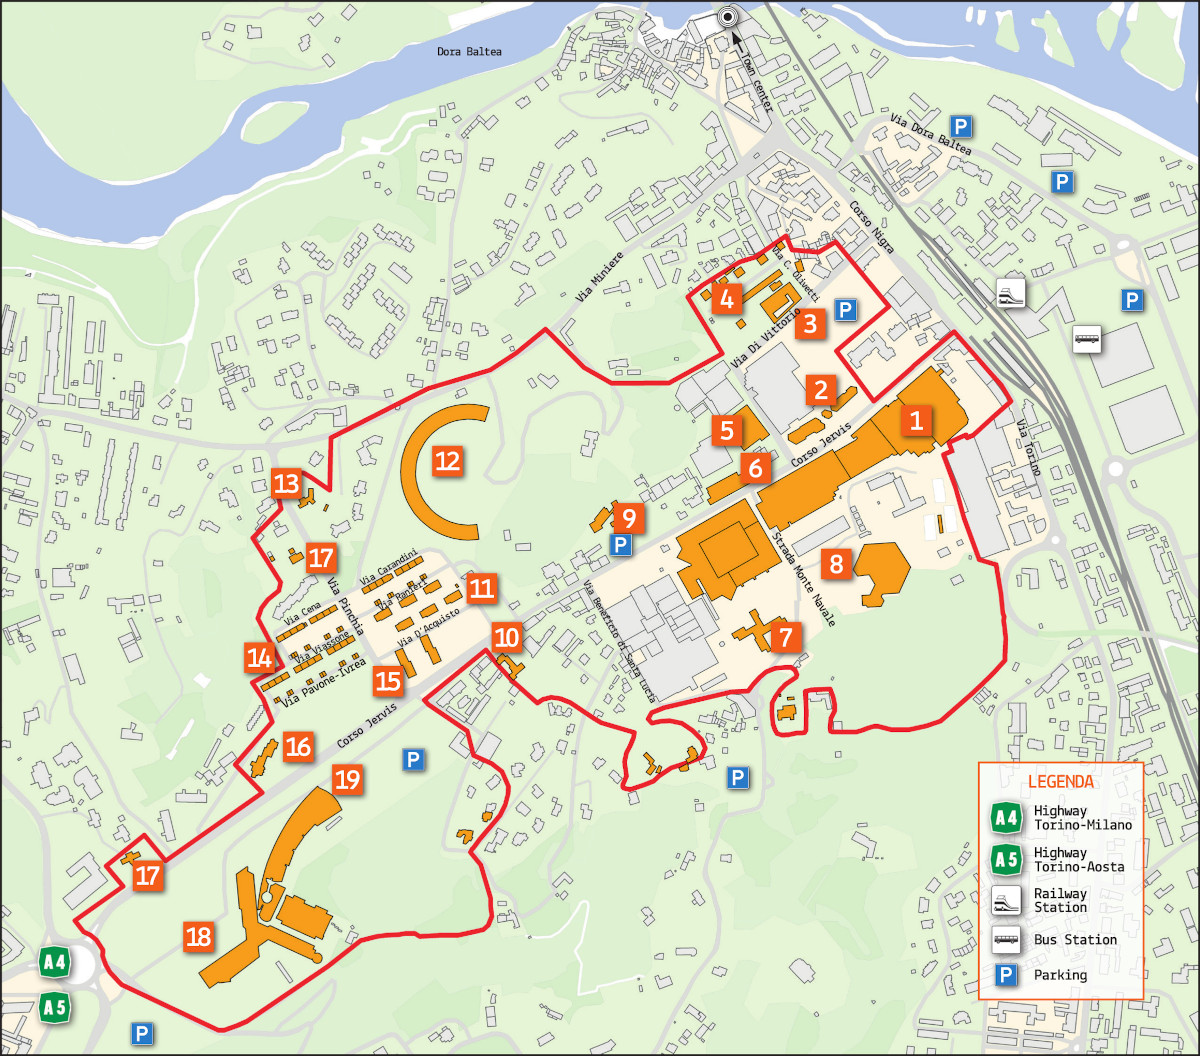 Dora Baltea
Town center
P
Via Dora Baltea
P
Corso Nigra
Via Miniere
Via C. Olivetti
4
P
P
3
Via Di Vittorio
2
1
5
Corso Jervis
Via Torino
6
12
13
9
P
Strada Monte Navale
17
8
Via Carandini
Via Ranieri
11
Via Pinchia
Via Cena
Via D'Acquisto
Via Beneficio di Santa Lucia
10
7
14
Via Viassone
Via Pavone-Ivrea
15
Corso Jervis
16
P
P
19
17
18
A4
A5
P
LEGENDA
A4
Highway
Torino-Milano
A5
Highway
Torino-Aosta
Railway
Station
Bus Station
P
Parking